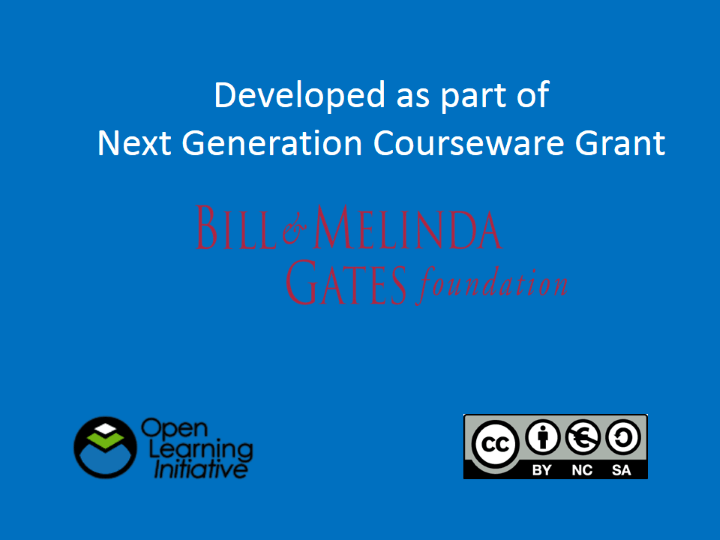 Developed as part of
Next Generation Courseware Grant
BILL & MELINDA
GATES foundation
Open
Learning
Initiative
cc
BY NC SA